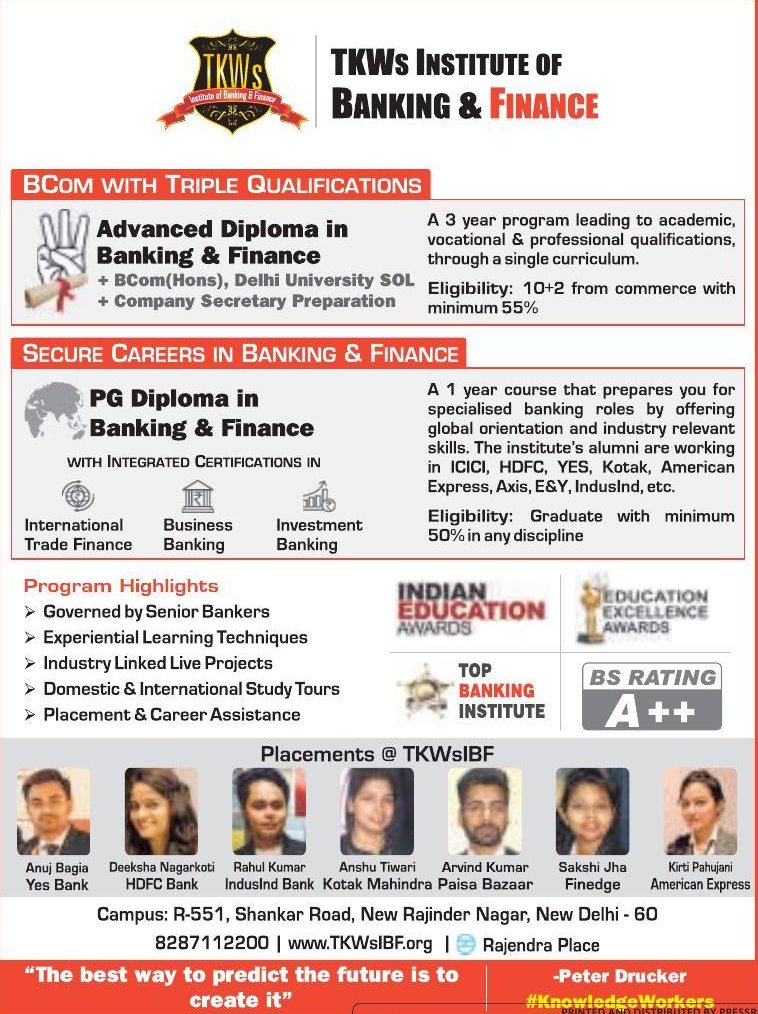 TKWs
Institute of Banking & Finance
TKWs INSTITUTE OF
BANKING & FINANCE
BCOM WITH TRIPLE QUALIFICATIONS
Advanced Diploma in
Banking & Finance
+ BCom(Hons), Delhi University SOL
+ Company Secretary Preparation
A 3 year program leading to academic,
vocational & professional qualifications,
through a single curriculum.
Eligibility: 10+2 from commerce with
minimum 55%
SECURE CAREERS IN BANKING & FINANCE
PG Diploma in
Banking & Finance
WITH INTEGRATED CERTIFICATIONS IN
International
Trade Finance
Business
Banking
Investment
Banking
A 1 year course that prepares you for
specialised banking roles by offering
global orientation and industry relevant
skills. The institute's alumni are working
in ICICI, HDFC, YES, Kotak, American
Express, Axis, E&Y, IndusInd, etc.
Eligibility: Graduate with minimum
50% in any discipline
Program Highlights
➢ Governed by Senior Bankers
➢ Experiential Learning Techniques
➢ Industry Linked Live Projects
➢ Domestic & International Study Tours
➢ Placement & Career Assistance
INDIAN
EDUCATION
AWARDS
EDUCATION
EXCELLENCE
AWARDS
TOP
BANKING
INSTITUTE
BS RATING
A++
Placements @ TKWsIBF
Anuj Bagia
Yes Bank
Deeksha Nagarkoti
HDFC Bank
Rahul Kumar
IndusInd Bank
Anshu Tiwari
Kotak Mahindra
Arvind Kumar
Paisa Bazaar
Sakshi Jha
Finedge
Kirti Pahujani
American Express
Campus: R-551, Shankar Road, New Rajinder Nagar, New Delhi - 60
8287112200 | www.TKWsIBF.org | Rajendra Place
"The best way to predict the future is to
create it"
-Peter Drucker
#KnowledgeWorkers
PRINTED AND DISTRIBUTED BY PRESSR